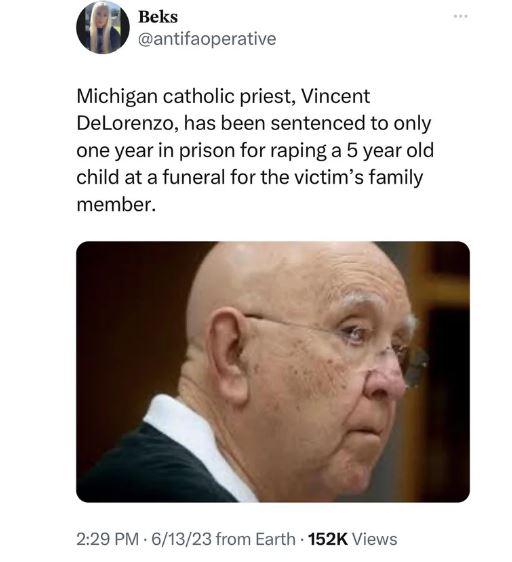 Beks
@antifaoperative
Michigan catholic priest, Vincent
DeLorenzo, has been sentenced to only
one year in prison for raping a 5 year old
child at a funeral for the victim's family
member.
2:29 PM · 6/13/23 from Earth · 152K Views